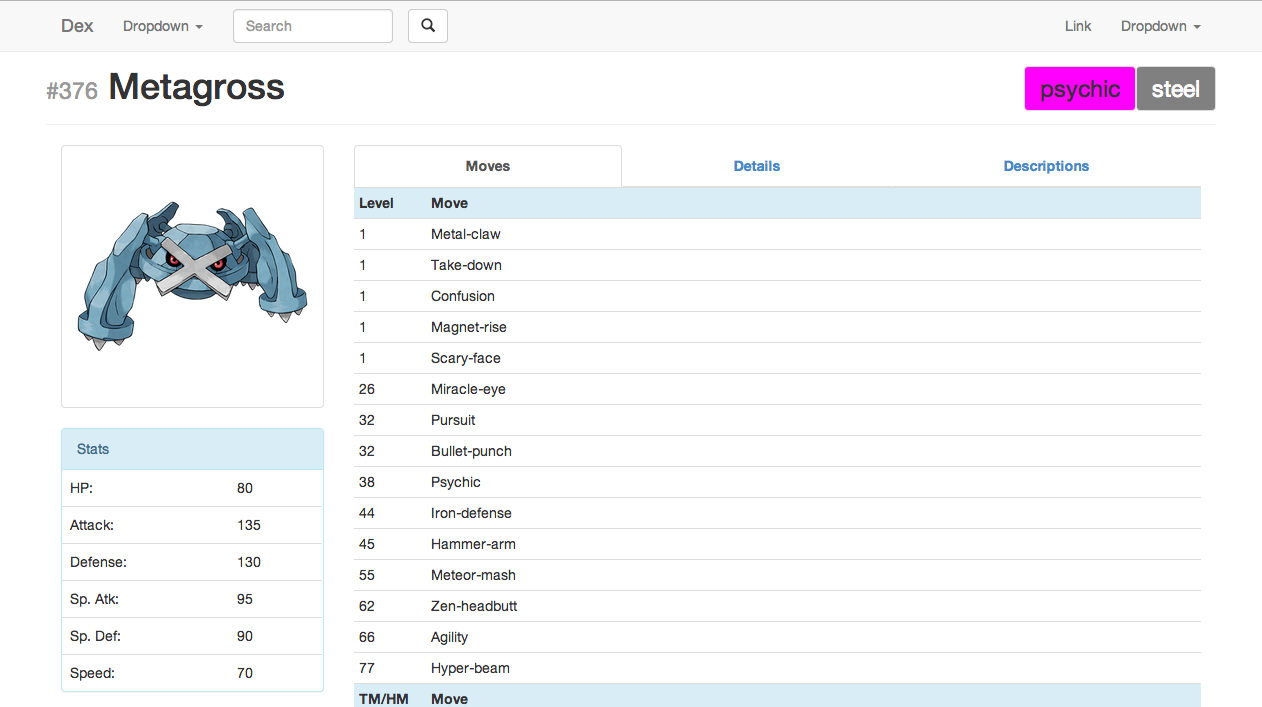 Dex Dropdown Search Link Dropdown
#376 Metagross psychic steel
Moves Details Descriptions
Level Move
1 Metal-claw
1 Take-down
1 Confusion
1 Magnet-rise
1 Scary-face
26 Miracle-eye
32 Pursuit
32 Bullet-punch
38 Psychic
44 Iron-defense
45 Hammer-arm
55 Meteor-mash
62 Zen-headbutt
66 Agility
77 Hyper-beam
TM/HM Move
Stats
HP: 80
Attack: 135
Defense: 130
Sp. Atk: 95
Sp. Def: 90
Speed: 70